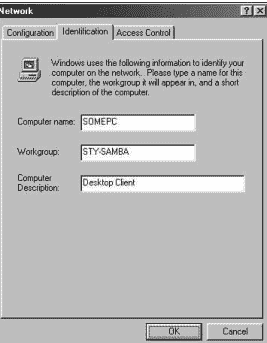 Network
Configuration Identification Access Control
Windows uses the following information to identify your
computer on the network. Please type a name for this
computer, the workgroup it will appear in, and a short
description of the computer.
Computer name: SOMEPC
Workgroup: STY-SAMBA
Computer
Description: Desktop Client
OK Cancel